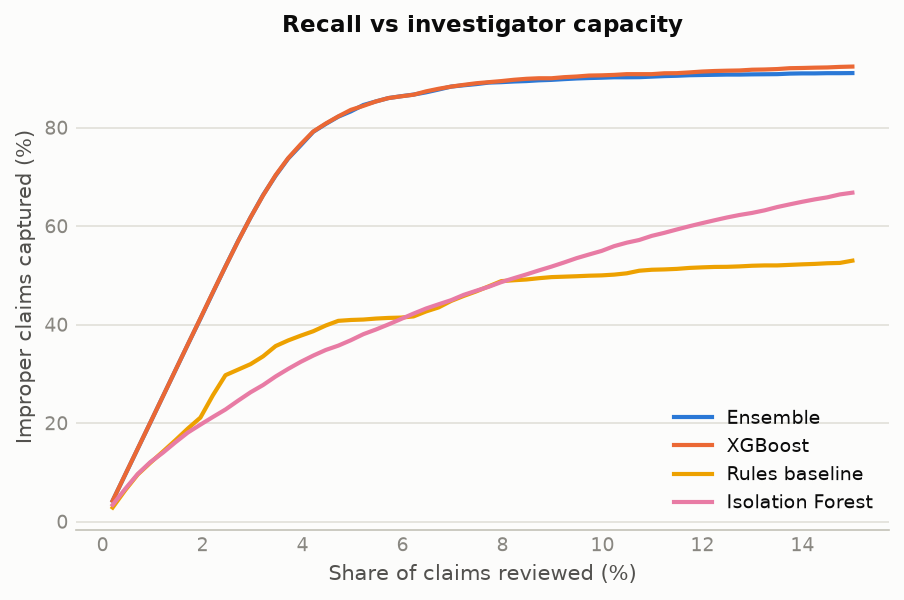 Recall vs investigator capacity
Improper claims captured (%)
80
60
40
20
0
0 2 4 6 8 10 12 14
Share of claims reviewed (%)
Ensemble
XGBoost
Rules baseline
Isolation Forest